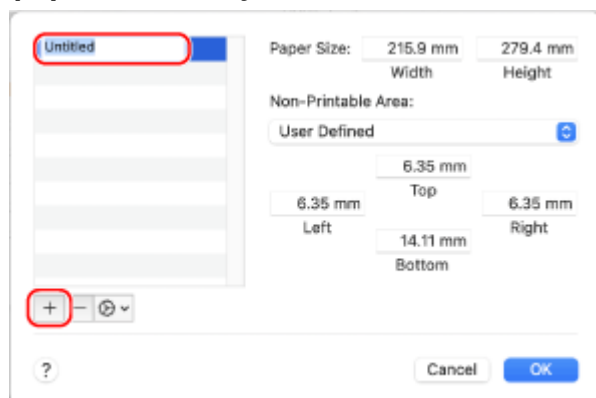 Untitled
Paper Size: 215.9 mm 279.4 mm
Width Height
Non-Printable Area:
User Defined
6.35 mm
Top
6.35 mm 6.35 mm
Left Right
14.11 mm
Bottom
+ −
?
Cancel OK